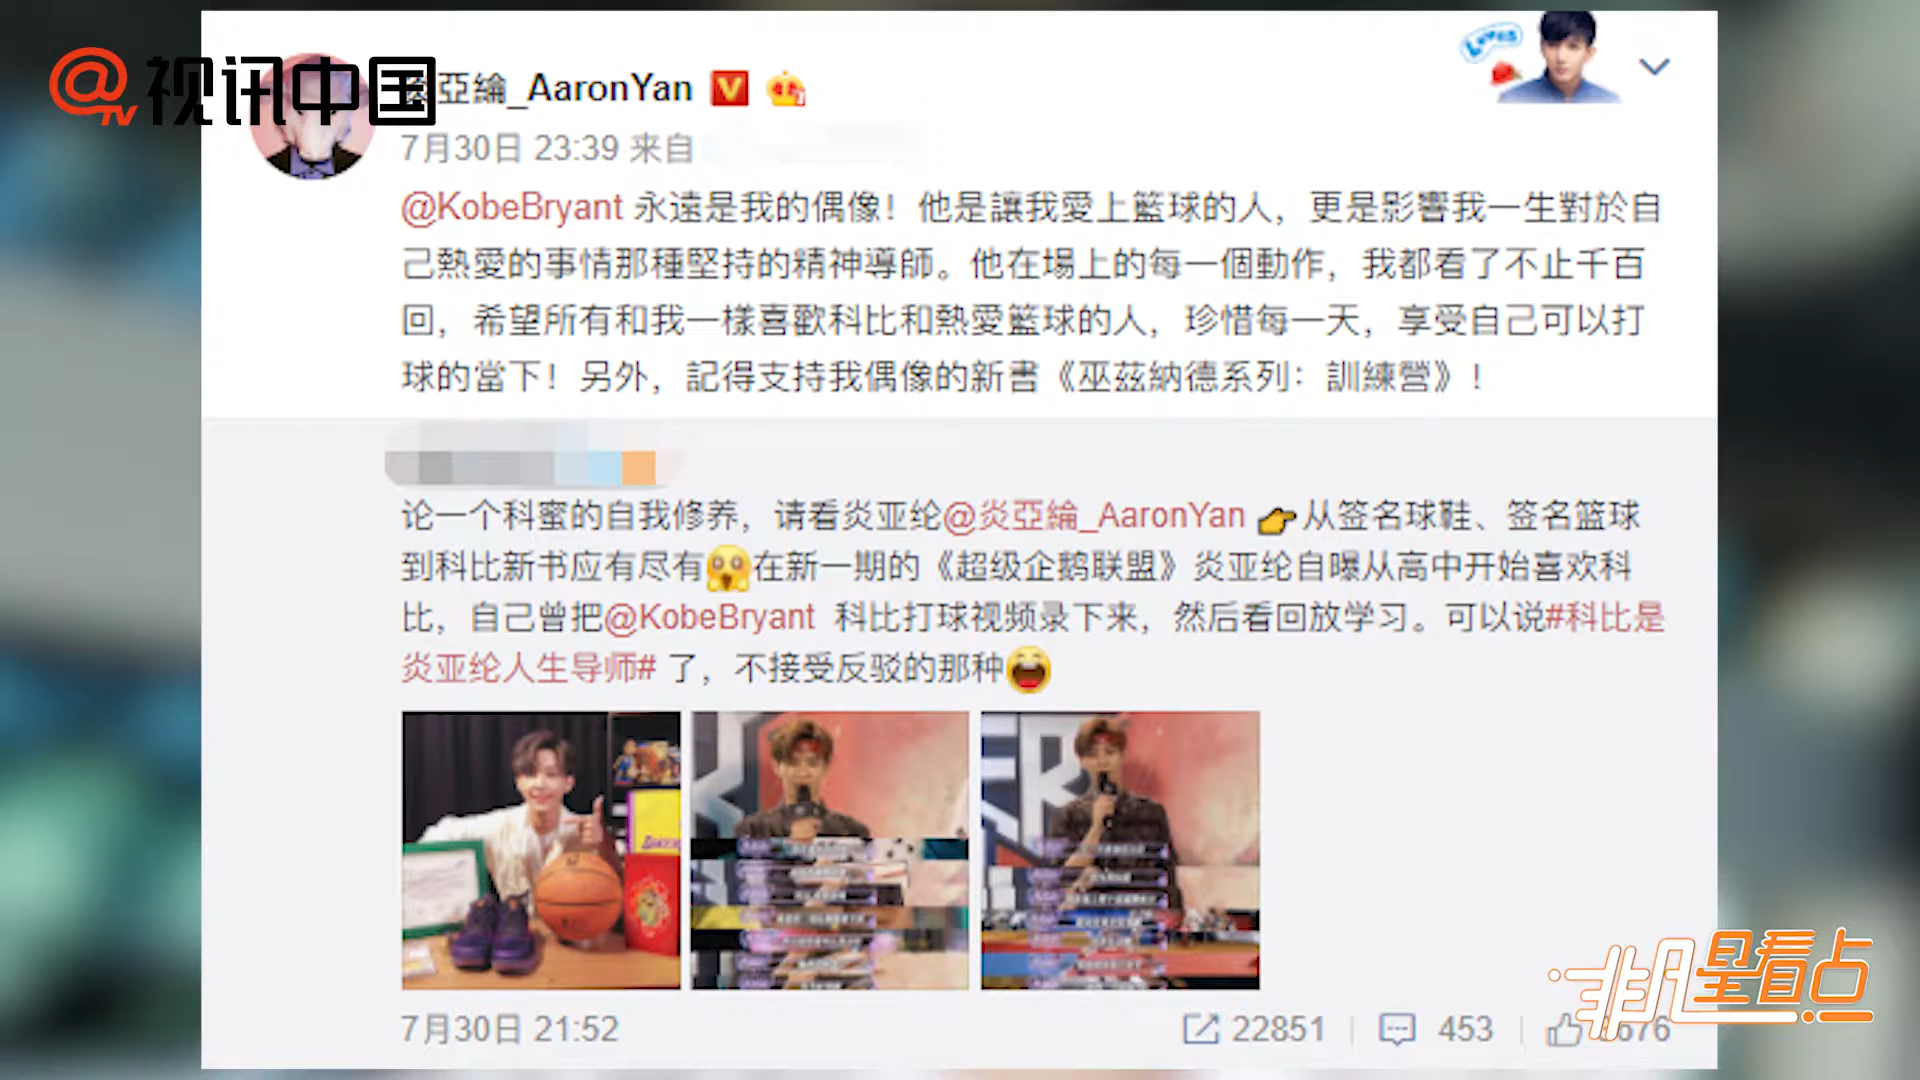 视讯中国
亞綸_AaronYan
7月30日 23:39 来自
@KobeBryant 永遠是我的偶像！他是讓我愛上籃球的人，更是影響我一生對於自
己熱愛的事情那種堅持的精神導師。他在場上的每一個動作，我都看了不止千百
回，希望所有和我一樣喜歡科比和熱愛籃球的人，珍惜每一天，享受自己可以打
球的當下！另外，記得支持我偶像的新書《巫茲納德系列：訓練營》！
论一个科蜜的自我修养，请看炎亚纶@炎亞綸_AaronYan 👉从签名球鞋、签名篮球
到科比新书应有尽有😱在新一期的《超级企鹅联盟》炎亚纶自曝从高中开始喜欢科
比，自己曾把@KobeBryant 科比打球视频录下来，然后看回放学习。可以说#科比是
炎亚纶人生导师# 了，不接受反驳的那种😄
7月30日 21:52
22851
453
非凡星看点